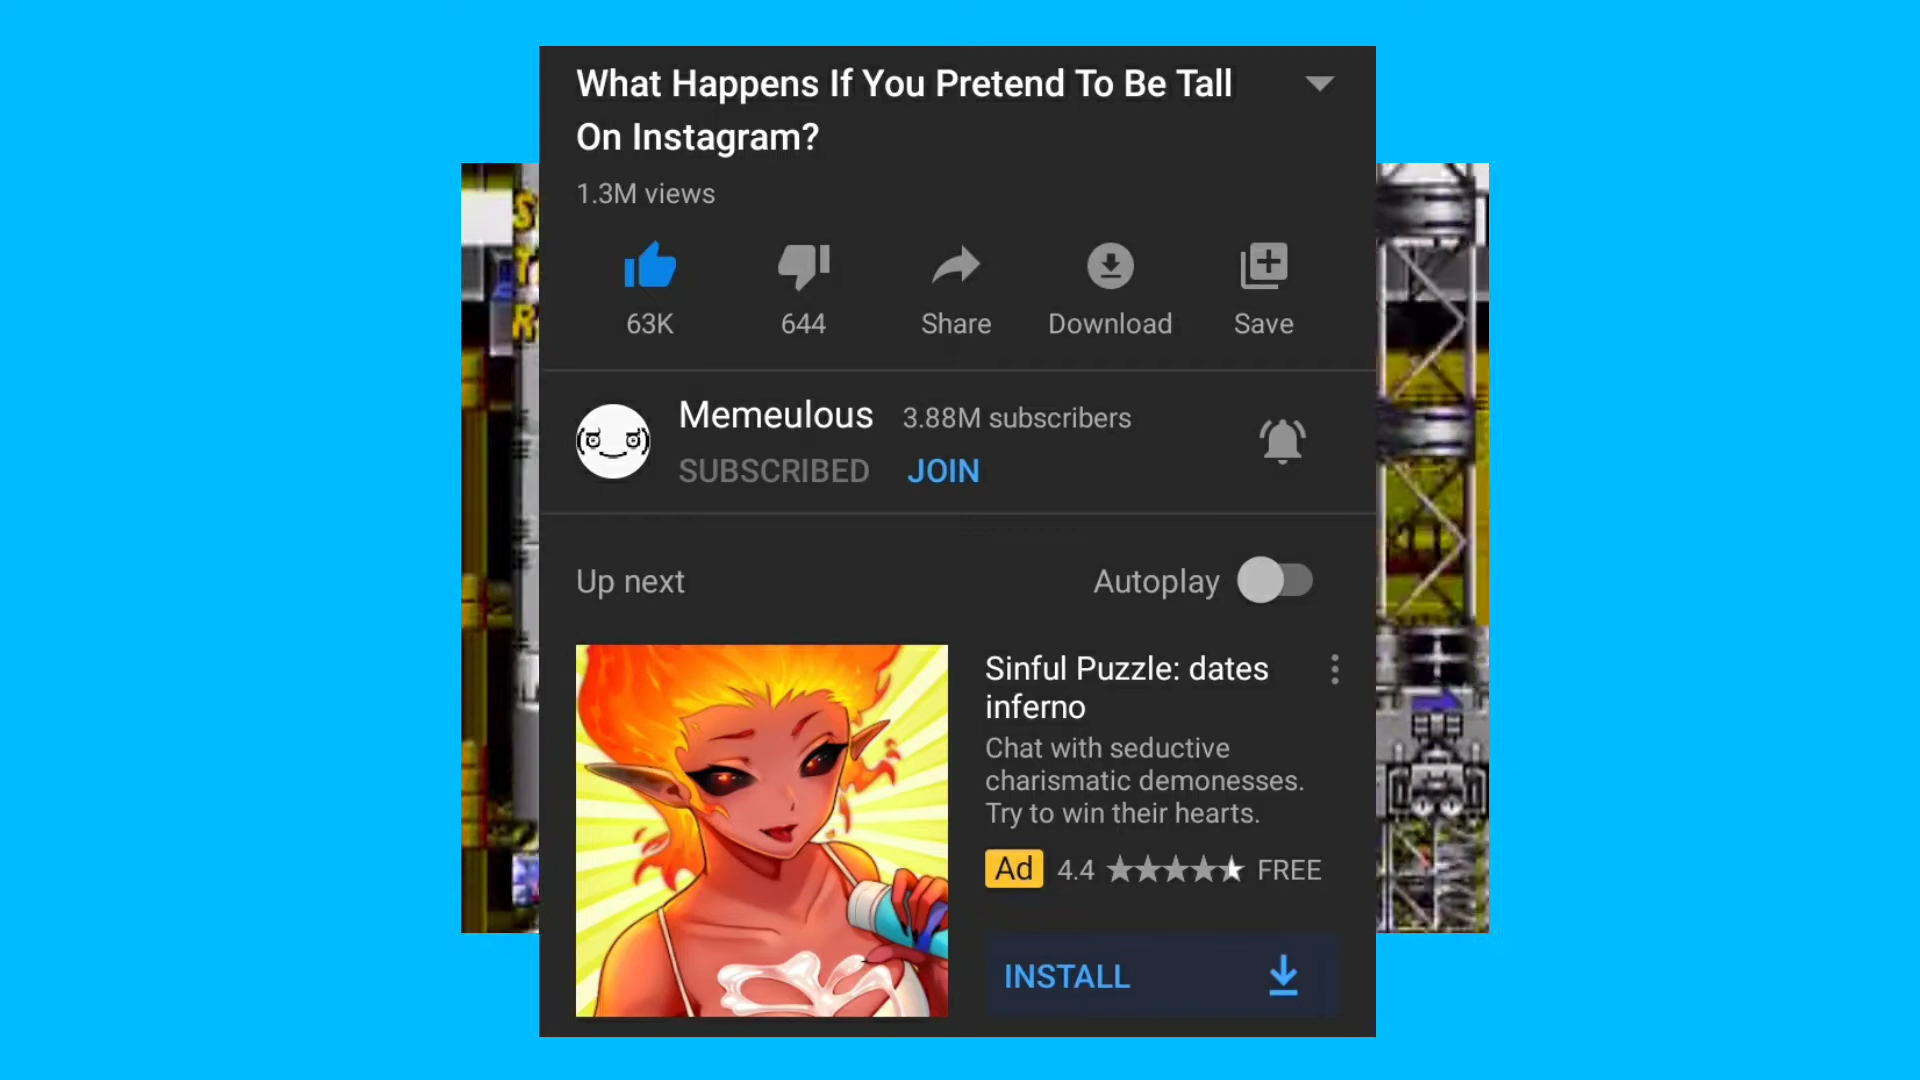 What Happens If You Pretend To Be Tall
On Instagram?
1.3M views
63K
644
Share
Download
Save
Memeulous 3.88M subscribers
SUBSCRIBED JOIN
Up next
Autoplay
Sinful Puzzle: dates
inferno
Chat with seductive
charismatic demonesses.
Try to win their hearts.
Ad 4.4 FREE
INSTALL
S
T
R